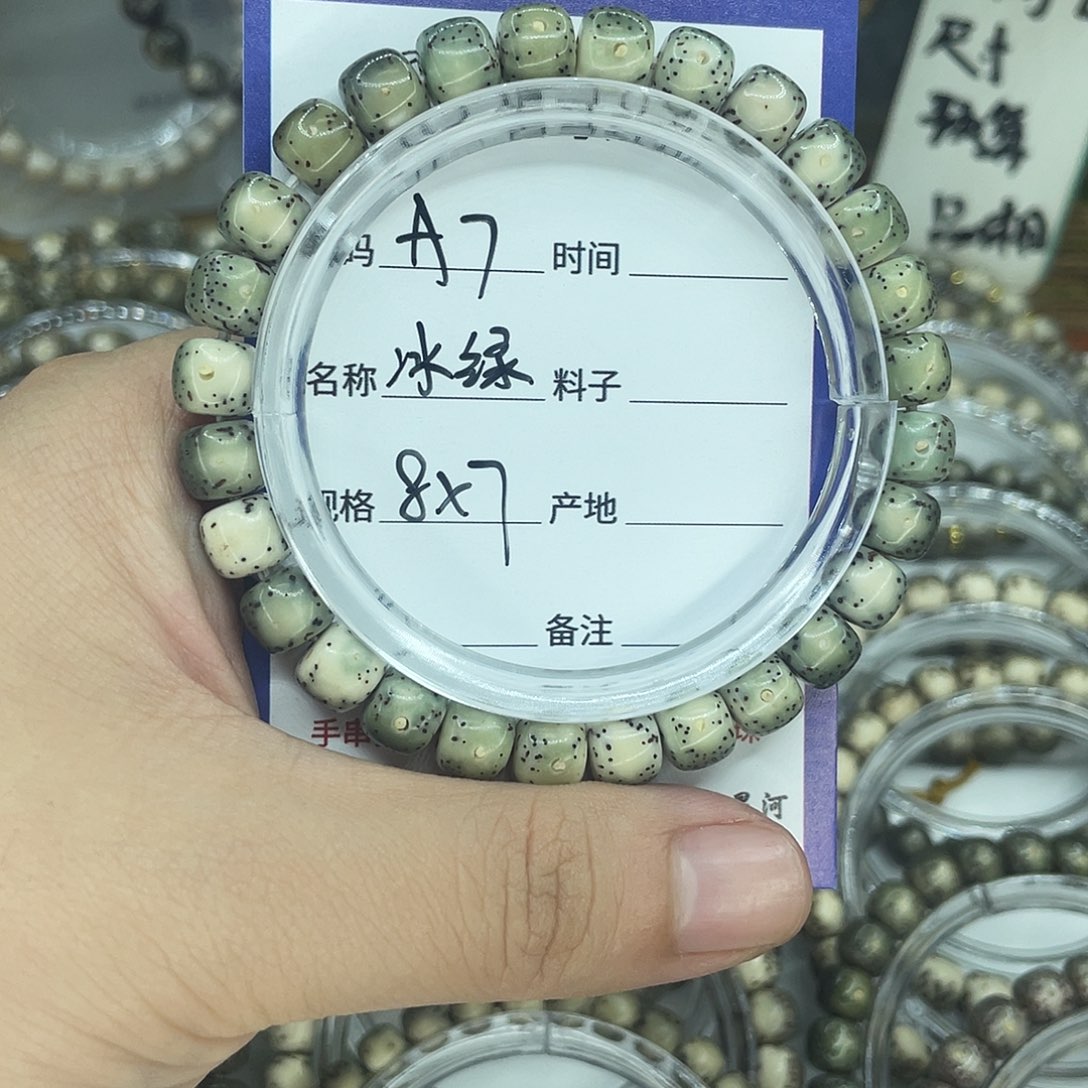 码 A7 时间
名称 冰绿 料子
规格 8x7 产地
备注
手串
星河
尺寸
品相